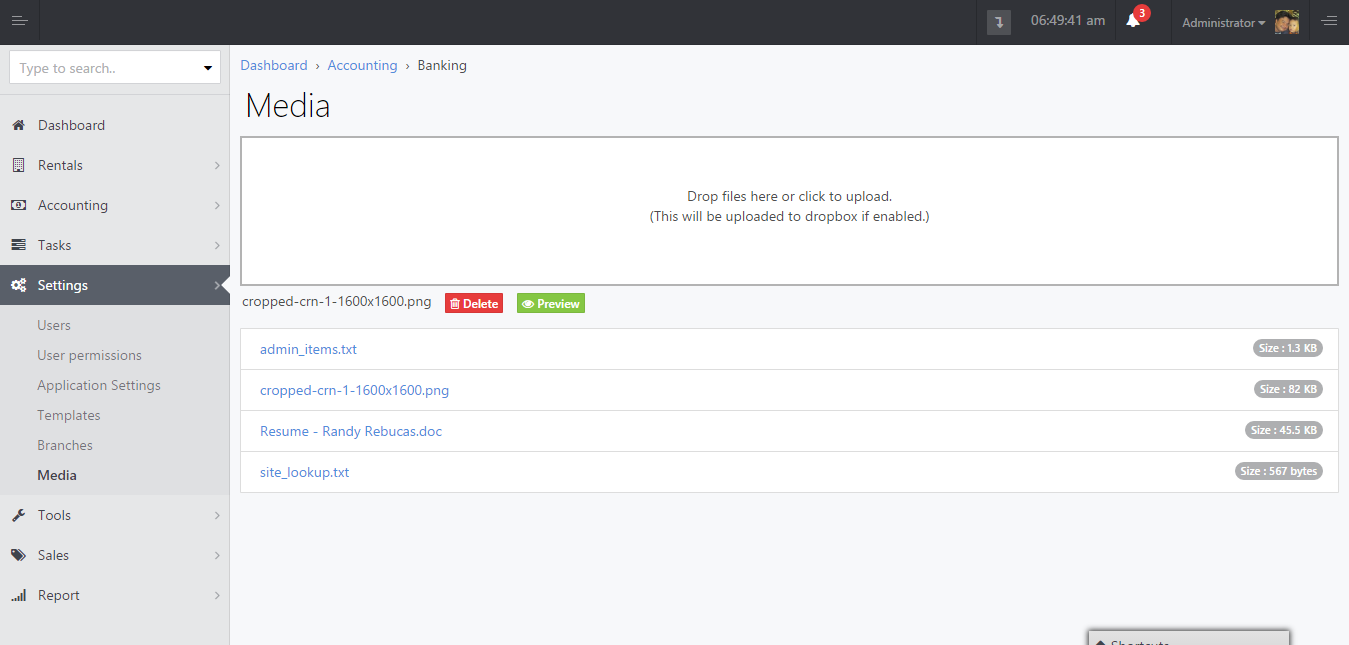 06:49:41 am
3
Administrator
Type to search..
Dashboard › Accounting › Banking
Media
Dashboard
Rentals
Accounting
Tasks
Settings
Users
User permissions
Application Settings
Templates
Branches
Media
Tools
Sales
Report
Drop files here or click to upload.
(This will be uploaded to dropbox if enabled.)
cropped-crn-1-1600x1600.png Delete Preview
admin_items.txt Size : 1.3 KB
cropped-crn-1-1600x1600.png Size : 82 KB
Resume - Randy Rebucas.doc Size : 45.5 KB
site_lookup.txt Size : 567 bytes
Shortcuts